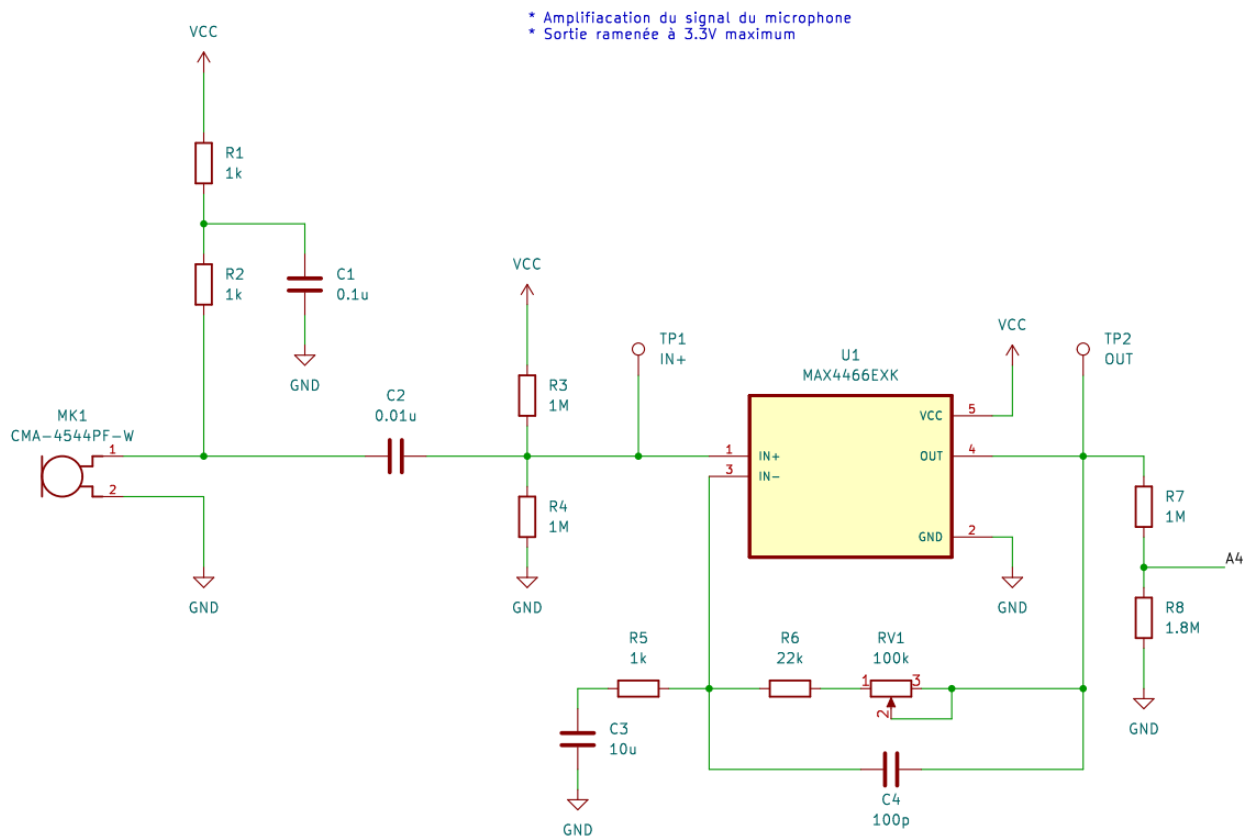 * Amplifiacation du signal du microphone
* Sortie ramenée à 3.3V maximum
VCC
R1
1k
R2
1k
C1
0.1u
GND
VCC
TP1
IN+
VCC
TP2
OUT
U1
MAX4466EXK
R3
1M
C2
0.01u
MK1
CMA-4544PF-W
1
2
GND
R4
1M
GND
1
IN+
3
IN-
VCC
5
OUT
4
GND
2
GND
R7
1M
A4
R8
1.8M
GND
R5
1k
R6
22k
RV1
100k
1
3
2
C3
10u
GND
C4
100p